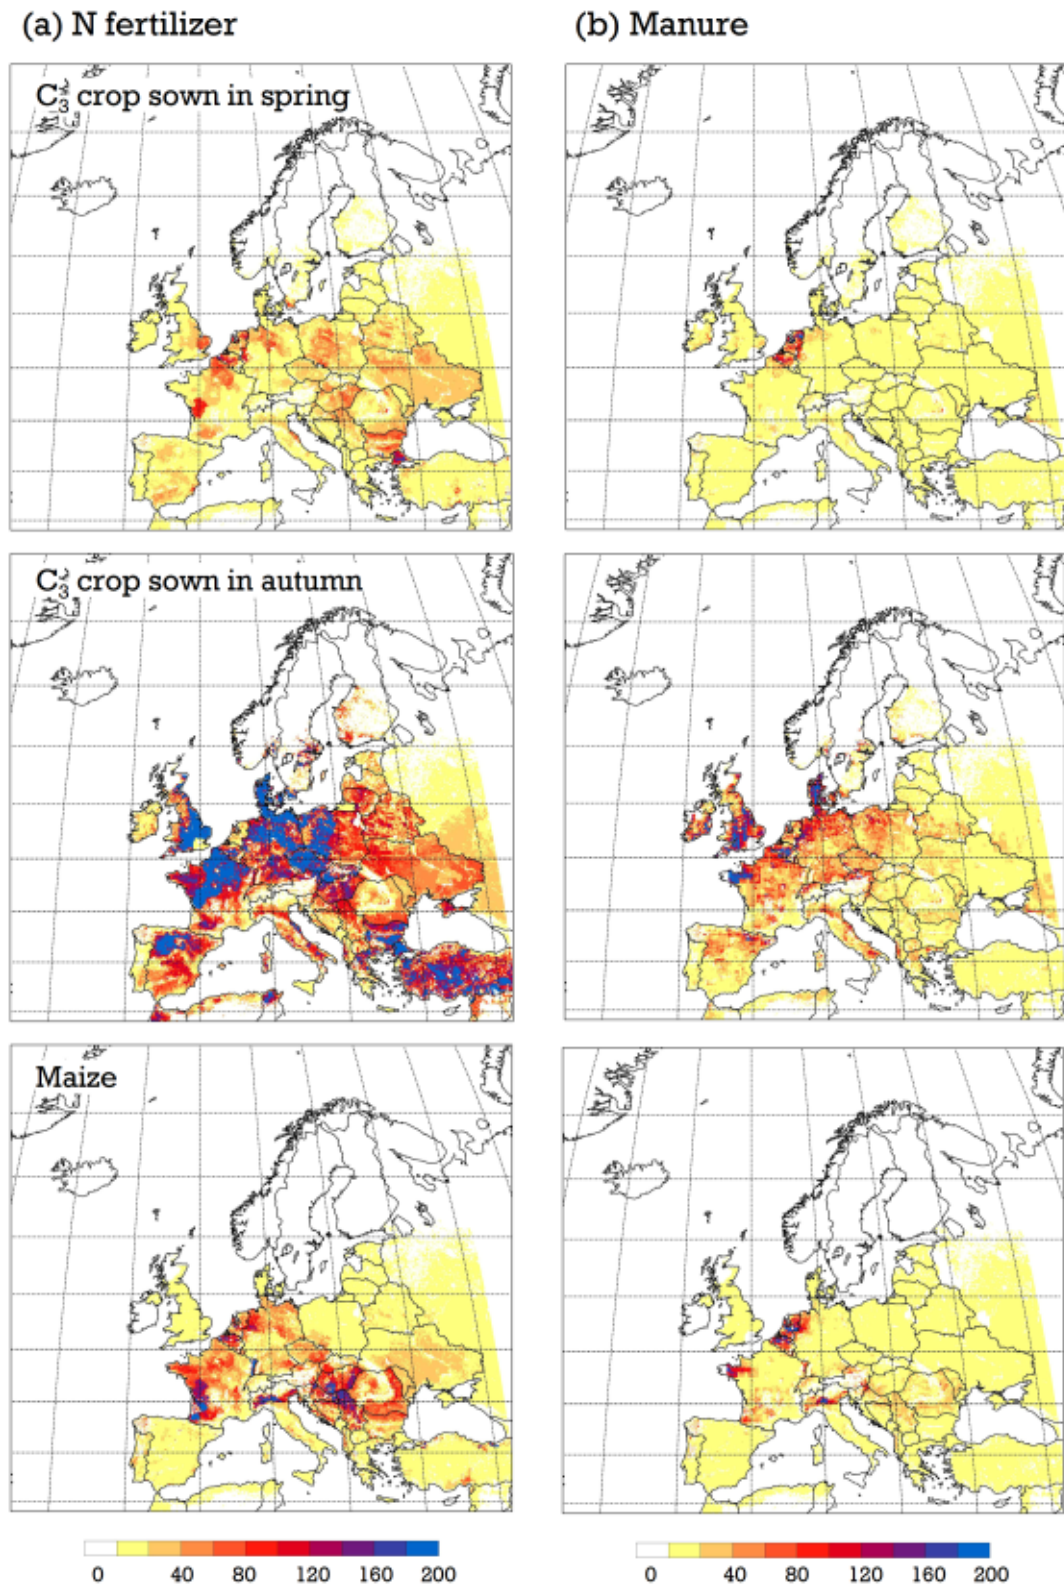 (a) N fertilizer (b) Manure
C3 crop sown in spring
C3 crop sown in autumn
Maize
0 40 80 120 160 200 0 40 80 120 160 200